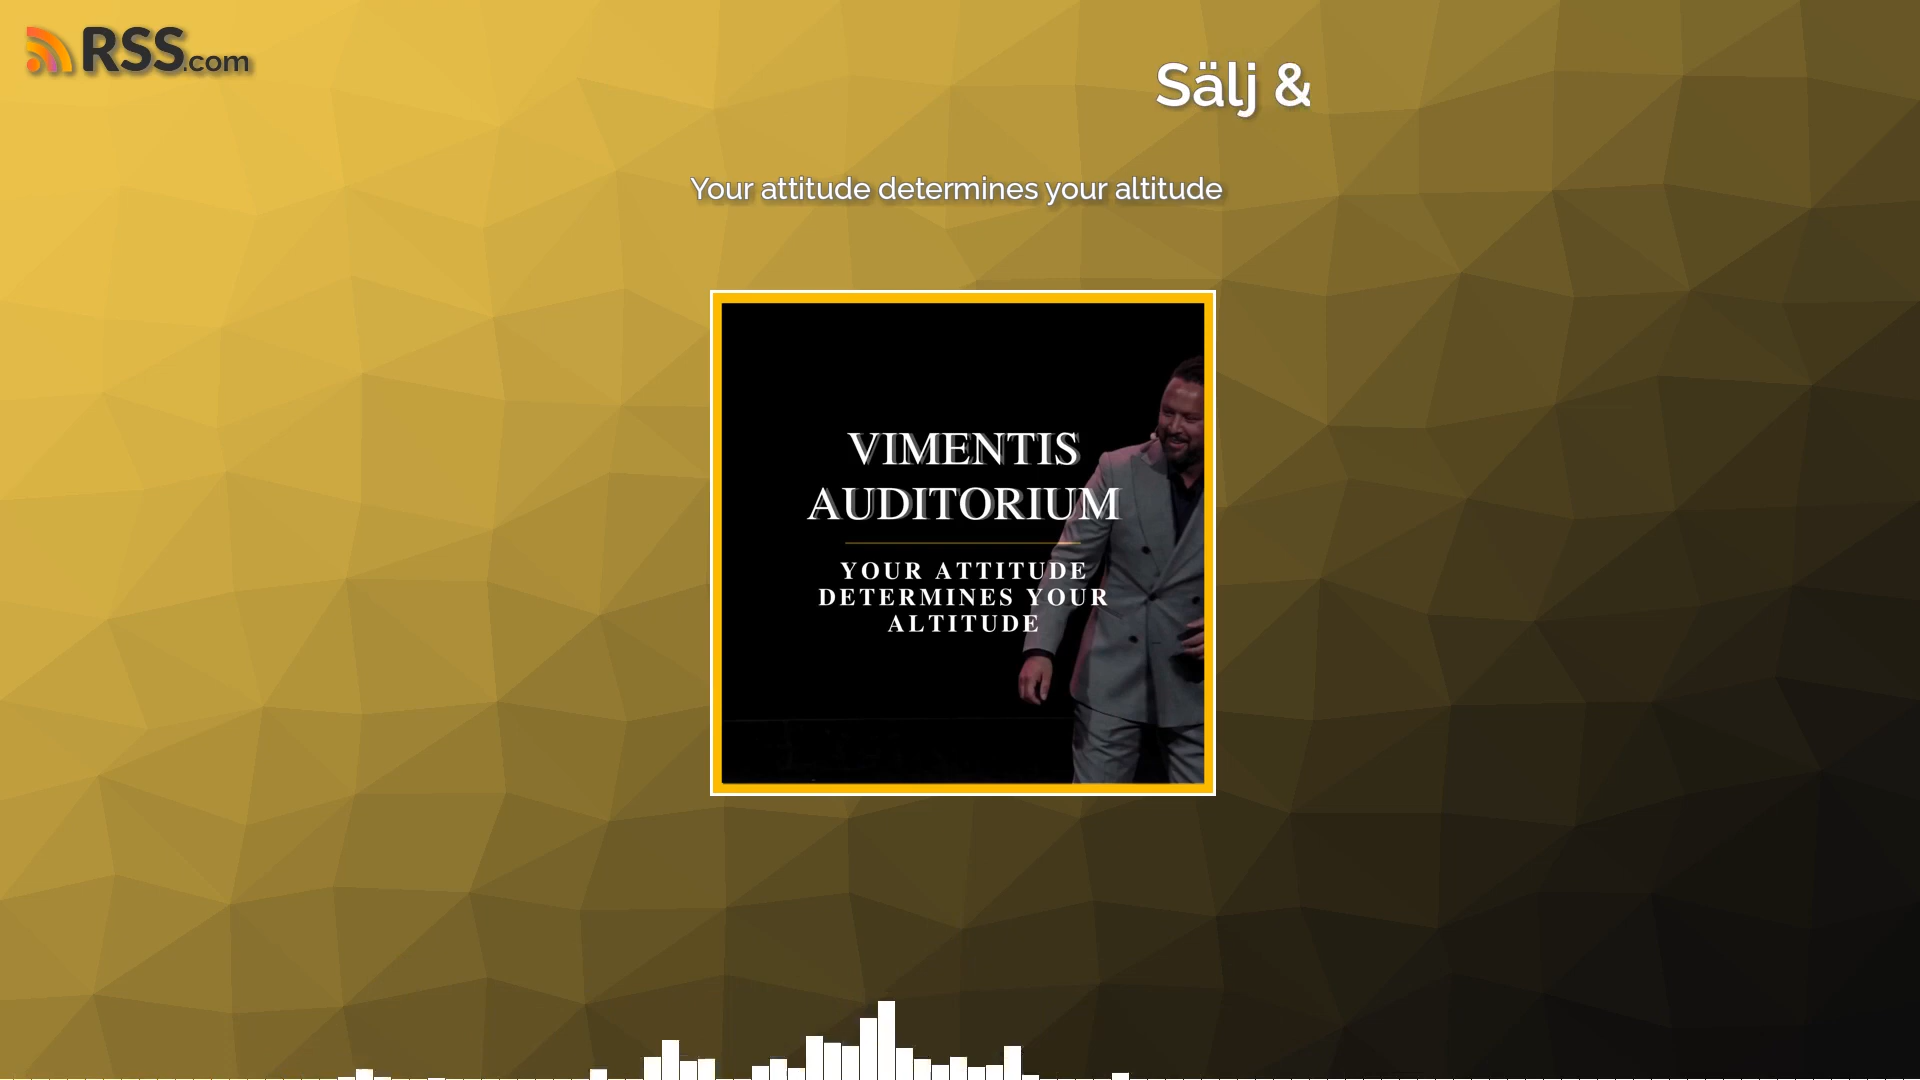 RSS.com
Sälj &
Your attitude determines your altitude
VIMENTIS
AUDITORIUM
YOUR ATTITUDE
DETERMINES YOUR
ALTITUDE